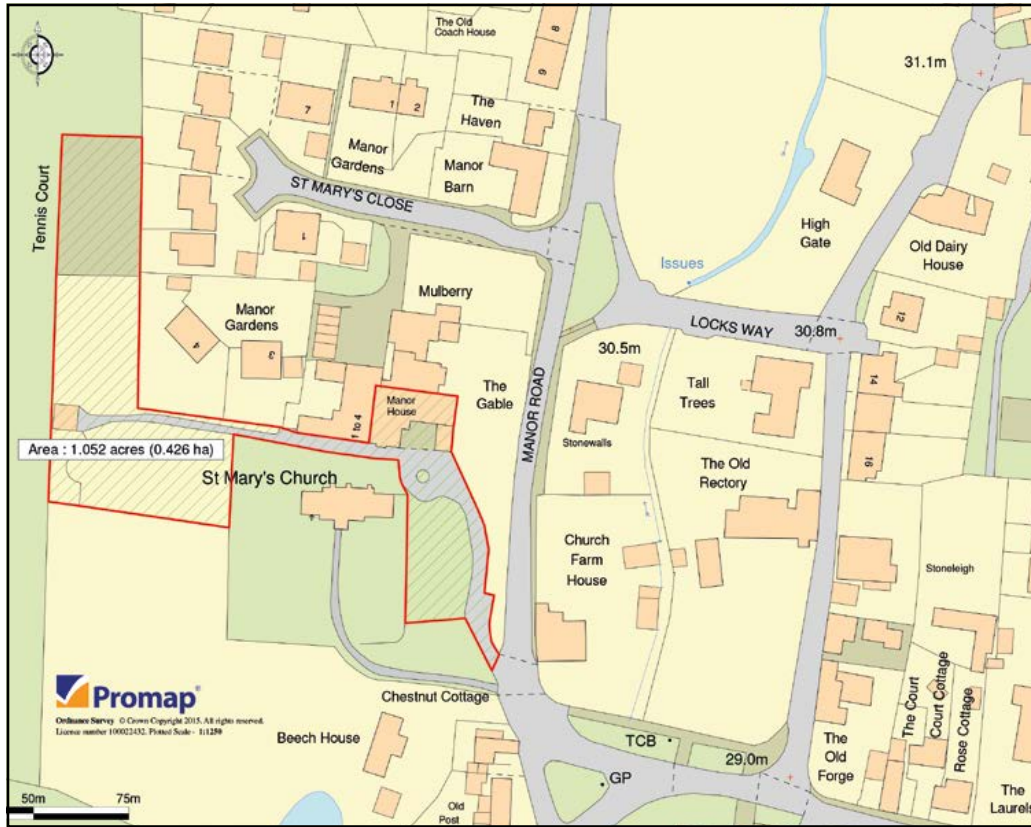 The Old
Coach House
8
9
31.1m
The
Haven
7
1
2
Manor
Gardens
Manor
Barn
ST MARY'S CLOSE
Tennis Court
High
Gate
Old Dairy
House
1
Issues
Mulberry
Manor
Gardens
12
LOCKS WAY
30.8m
4
3
30.5m
The
Gable
MANOR ROAD
Tall
Trees
14
Manor
House
1 to 4
Stonewalls
Area : 1.052 acres (0.426 ha)
16
The Old
Rectory
St Mary's Church
Church
Farm
House
Stoneleigh
Promap®
Ordnance Survey © Crown Copyright 2015. All rights reserved.
Licence number 100022432. Plotted Scale - 1:1250
Chestnut Cottage
Beech House
TCB
The Court
Court Cottage
Rose Cottage
The
Old
Forge
29.0m
GP
The
Laurels
Old
Post
50m
75m